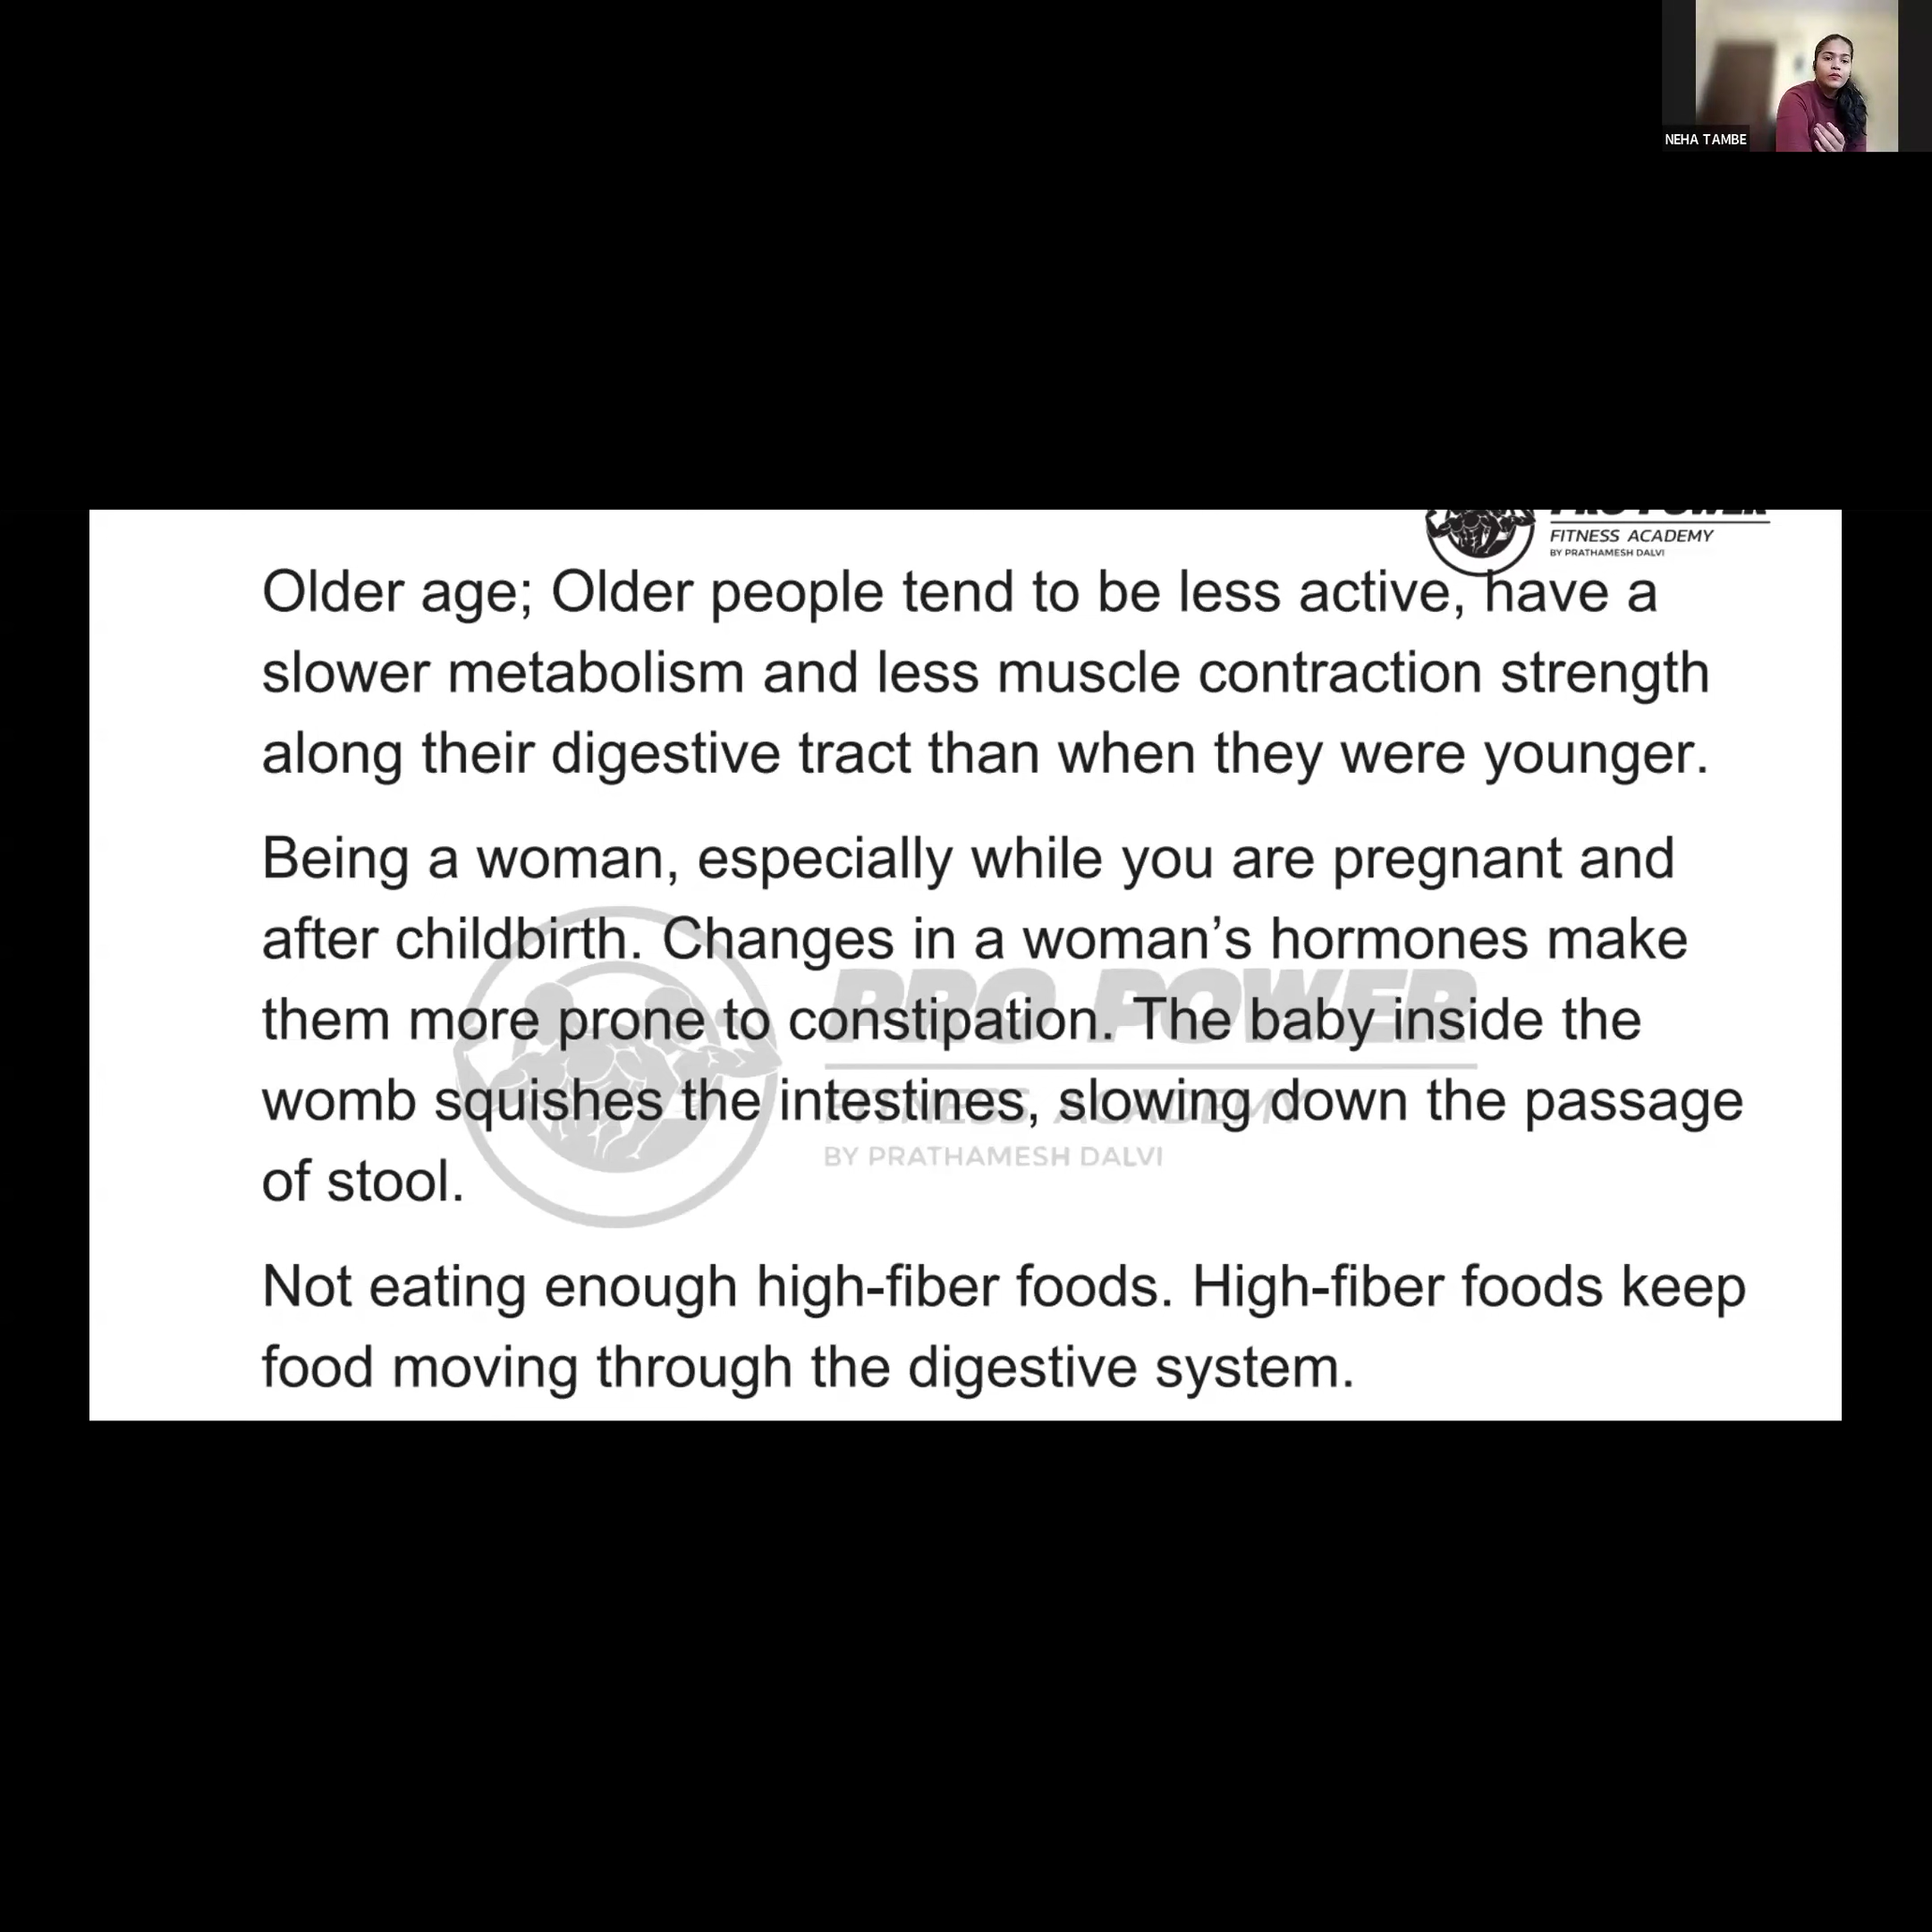 NEHA TAMBE
PRO POWER
FITNESS ACADEMY
BY PRATHAMESH DALVI
Older age; Older people tend to be less active, have a
slower metabolism and less muscle contraction strength
along their digestive tract than when they were younger.
Being a woman, especially while you are pregnant and
after childbirth. Changes in a woman’s hormones make
them more prone to constipation. The baby inside the
womb squishes the intestines, slowing down the passage
of stool.
Not eating enough high-fiber foods. High-fiber foods keep
food moving through the digestive system.
PRO POWER
FITNESS ACADEMY
BY PRATHAMESH DALVI